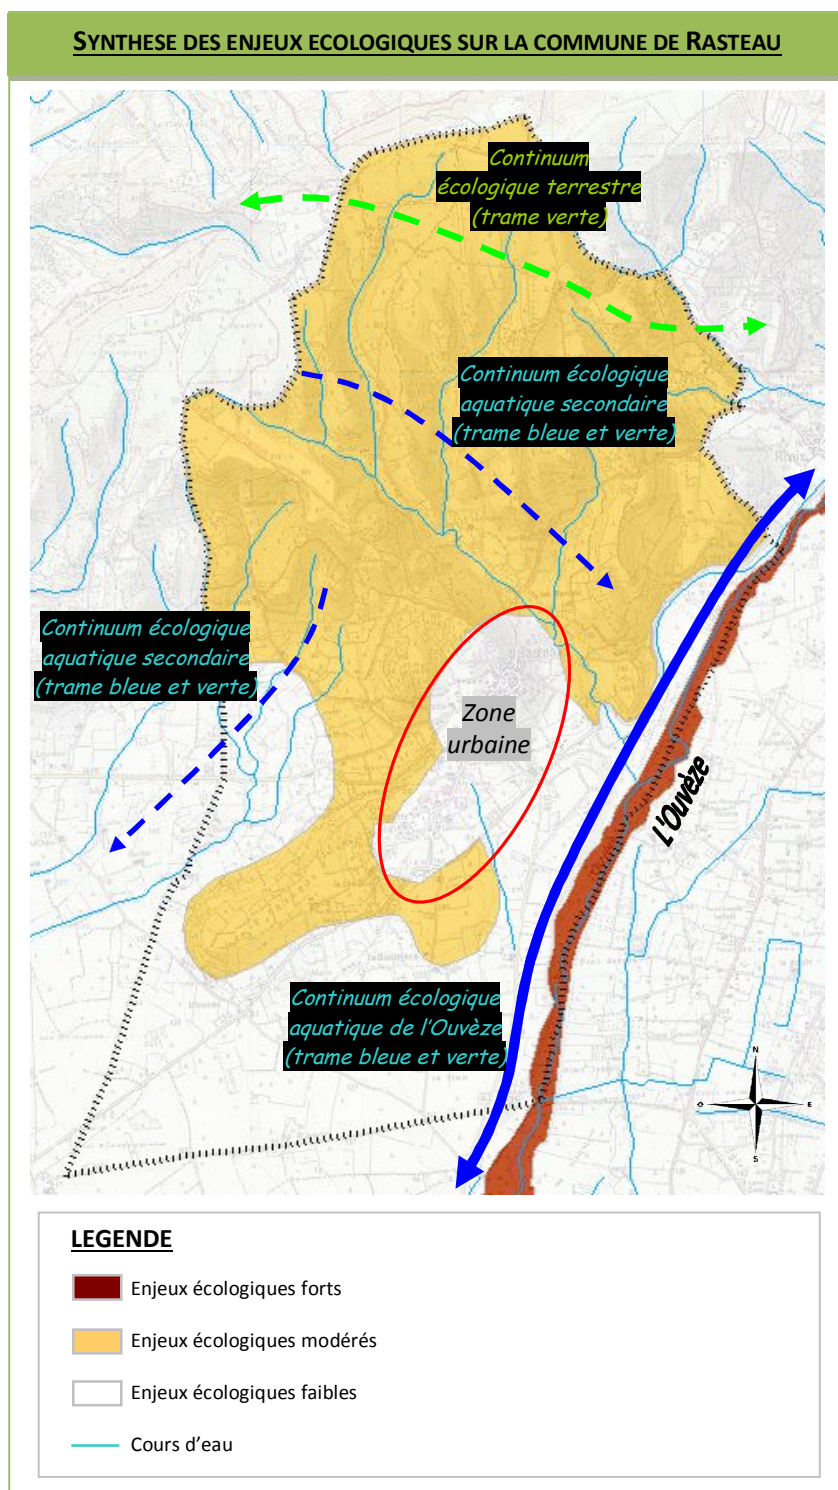 SYNTHESE DES ENJEUX ECOLOGIQUES SUR LA COMMUNE DE RASTEAU
Continuum
écologique terrestre
(trame verte)
Continuum écologique
aquatique secondaire
(trame bleue et verte)
Continuum écologique
aquatique secondaire
(trame bleue et verte)
Zone
urbaine
L'Ouvèze
Continuum écologique
aquatique de l'Ouvèze
(trame bleue et verte)
N
O
E
S
LEGENDE
Enjeux écologiques forts
Enjeux écologiques modérés
Enjeux écologiques faibles
Cours d'eau